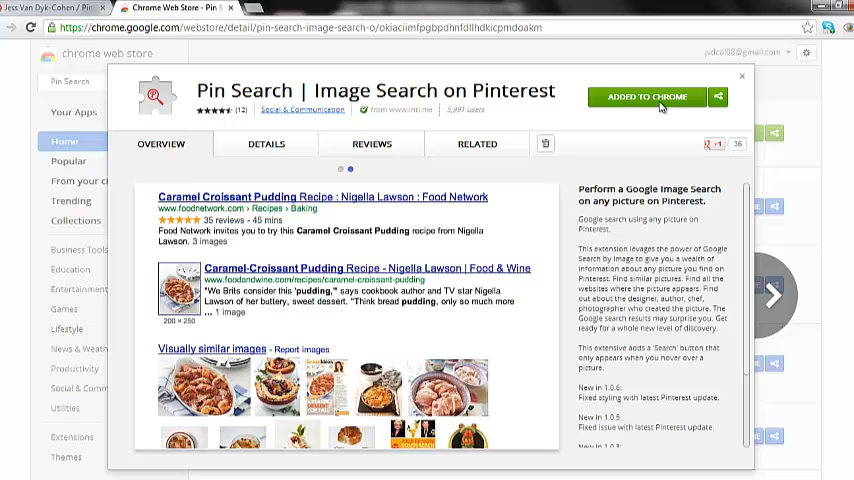 Jess Van Dyk-Cohen / Pint
Chrome Web Store - Pin S
https://chrome.google.com/webstore/detail/pin-search-image-search-o/okiaciimfpgbpdhnfdllhdkicpmdoakm
chrome web store
jvdcal08@gmail.com
Pin Search
Your Apps
Home
Popular
From your ci
Trending
Collections
Business Tools
Education
Entertainment
Games
Lifestyle
News & Weath
Productivity
Social & Comm
Utilities
Extensions
Themes
Pin Search | Image Search on Pinterest
(12) Social & Communication from www.inti.me 5,991 users
ADDED TO CHROME
OVERVIEW DETAILS REVIEWS RELATED
+1 36
Caramel Croissant Pudding Recipe : Nigella Lawson : Food Network
www.foodnetwork.com › Recipes › Baking
35 reviews - 45 mins
Food Network invites you to try this Caramel Croissant Pudding recipe from Nigella
Lawson. 3 images
Caramel-Croissant Pudding Recipe - Nigella Lawson | Food & Wine
www.foodandwine.com/recipes/caramel-croissant-pudding
"We Brits consider this 'pudding,'" says cookbook author and TV star Nigella
Lawson of her buttery, sweet dessert. "Think bread pudding, only so much more
... 1 image
200 × 250
Visually similar images - Report images
Perform a Google Image Search
on any picture on Pinterest.
Google search using any picture on
Pinterest.
This extension levages the power of Google
Search by Image to give you a wealth of
information about any picture you find on
Pinterest. Find similar pictures. Find all the
websites where the picture appears. Find
out about the designer, author, chef,
photographer who created the picture. The
Google search results may surprise you. Get
ready for a whole new level of discovery.
This extensive adds a 'Search' button that
only appears when you hover over a
picture.
New in 1.0.6:
Fixed styling with latest Pinterest update.
New in 1.0.5:
Fixed issue with latest Pinterest update.